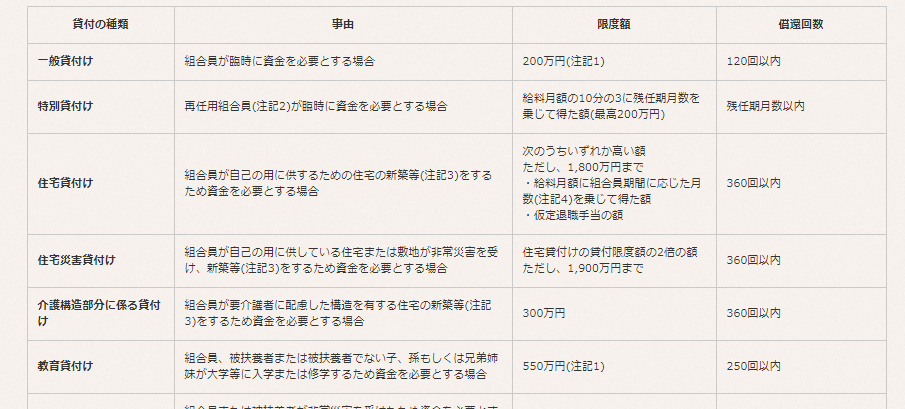 貸付の種類 事由 限度額 償還回数
一般貸付け 組合員が臨時に資金を必要とする場合 200万円(注記1) 120回以内
特別貸付け 再任用組合員(注記2)が臨時に資金を必要とする場合 給料月額の10分の3に残任期月数を
乗じて得た額(最高200万円) 残任期月数以内
住宅貸付け 組合員が自己の用に供するための住宅の新築等(注記3)をする
ため資金を必要とする場合
次のうちいずれか高い額
ただし、1,800万円まで
・給料月額に組合員期間に応じた月
数(注記4)を乗じて得た額
・仮定退職手当の額
360回以内
住宅災害貸付け 組合員が自己の用に供している住宅または敷地が非常災害を受
け、新築等(注記3)をするため資金を必要とする場合
住宅貸付けの貸付限度額の2倍の額
ただし、1,900万円まで
360回以内
介護構造部分に係る貸付
け
組合員が要介護者に配慮した構造を有する住宅の新築等(注記
3)をするため資金を必要とする場合
300万円
360回以内
教育貸付け 組合員、被扶養者または被扶養者でない子、孫もしくは兄弟姉
妹が大学等に入学または修学するため資金を必要とする場合
550万円(注記1)
250回以内